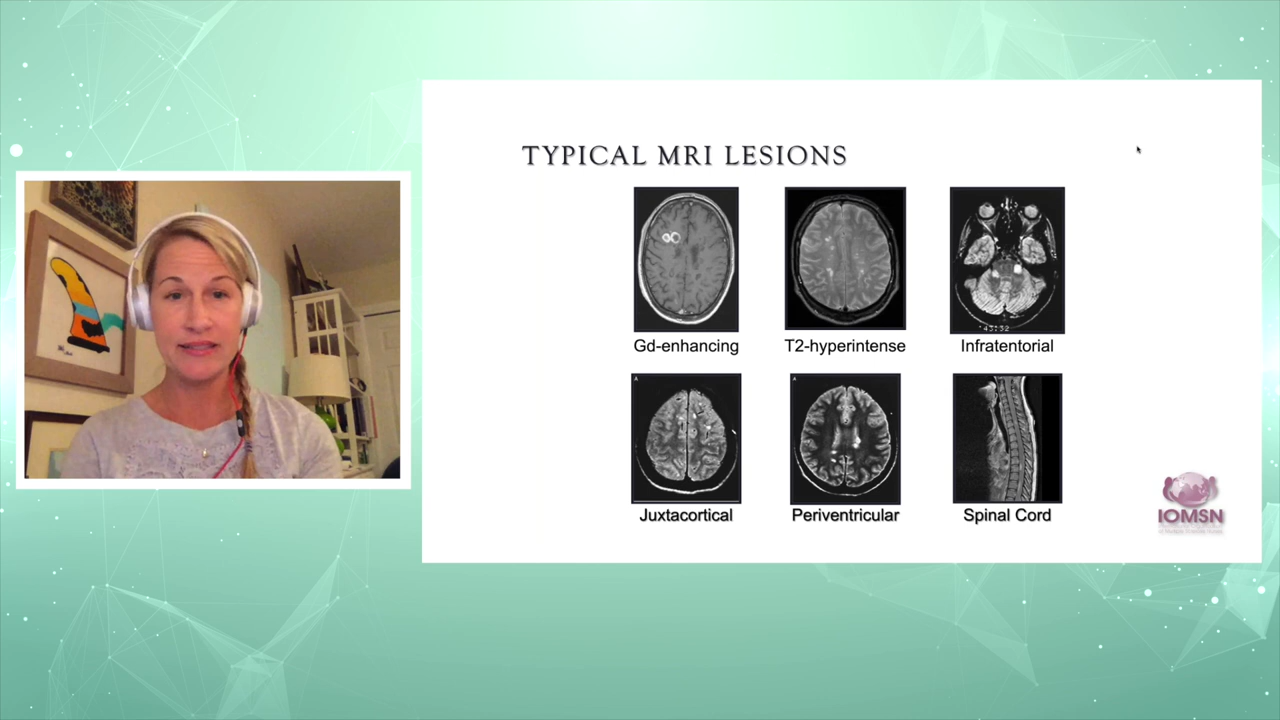 TYPICAL MRI LESIONS
Gd-enhancing
T2-hyperintense
Infratentorial
Juxtacortical
Periventricular
Spinal Cord
IOMSN